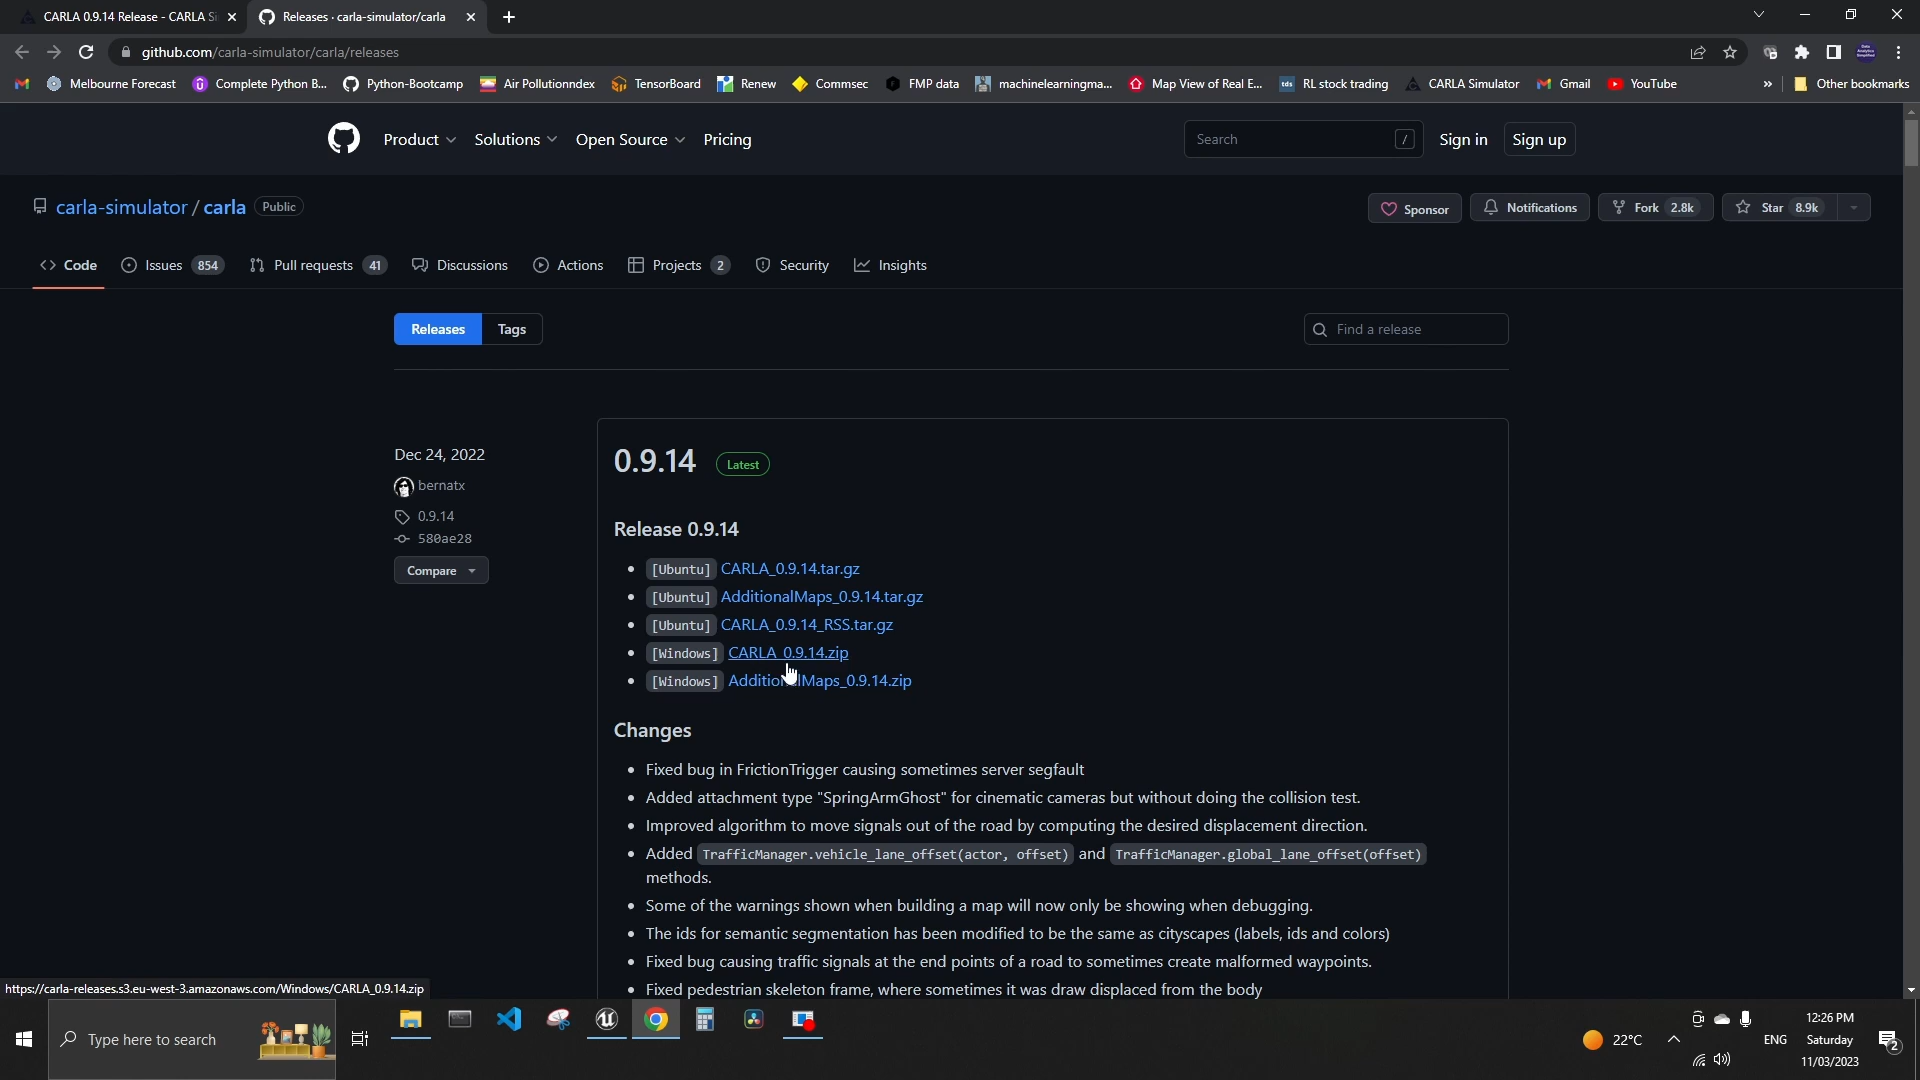 CARLA 0.9.14 Release - CARLA Si
Releases · carla-simulator/carla
github.com/carla-simulator/carla/releases
Melbourne Forecast
Complete Python B...
Python-Bootcamp
Air Pollutionndex
TensorBoard
Renew
Commsec
FMP data
machinelearningma...
Map View of Real E...
RL stock trading
CARLA Simulator
Gmail
YouTube
»
Other bookmarks
Product
Solutions
Open Source
Pricing
Search /
Sign in
Sign up
carla-simulator / carla Public
Sponsor
Notifications
Fork 2.8k
Star 8.9k
Code
Issues 854
Pull requests 41
Discussions
Actions
Projects 2
Security
Insights
Releases
Tags
Find a release
Dec 24, 2022
bernatx
0.9.14
580ae28
Compare
0.9.14 Latest
Release 0.9.14
• [Ubuntu] CARLA_0.9.14.tar.gz
• [Ubuntu] AdditionalMaps_0.9.14.tar.gz
• [Ubuntu] CARLA_0.9.14_RSS.tar.gz
• [Windows] CARLA_0.9.14.zip
• [Windows] AdditionalMaps_0.9.14.zip
Changes
• Fixed bug in FrictionTrigger causing sometimes server segfault
• Added attachment type "SpringArmGhost" for cinematic cameras but without doing the collision test.
• Improved algorithm to move signals out of the road by computing the desired displacement direction.
• Added TrafficManager.vehicle_lane_offset(actor, offset) and TrafficManager.global_lane_offset(offset)
methods.
• Some of the warnings shown when building a map will now only be showing when debugging.
• The ids for semantic segmentation has been modified to be the same as cityscapes (labels, ids and colors)
• Fixed bug causing traffic signals at the end points of a road to sometimes create malformed waypoints.
• Fixed pedestrian skeleton frame, where sometimes it was draw displaced from the body
https://carla-releases.s3.eu-west-3.amazonaws.com/Windows/CARLA_0.9.14.zip
Type here to search
22°C
ENG
12:26 PM
Saturday
11/03/2023
2